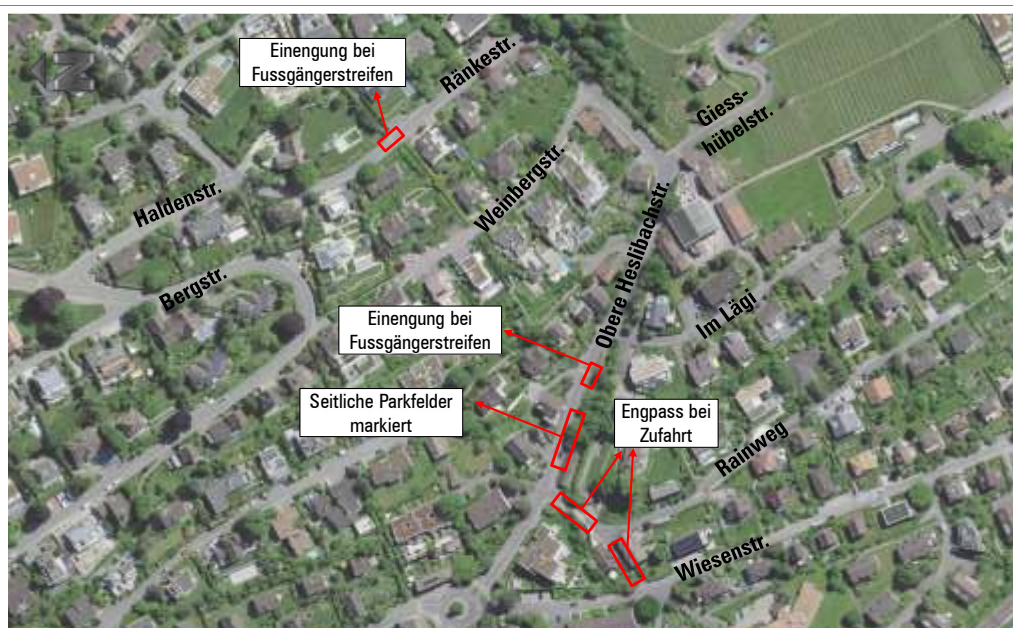 N
Einengung bei
Fussgängerstreifen
Ränkestr.
Giess-
hübelstr.
Haldenstr.
Weinbergstr.
Bergstr.
Obere Heslibachstr.
Im Lägi
Einengung bei
Fussgängerstreifen
Seitliche Parkfelder
markiert
Engpass bei
Zufahrt
Rainweg
Wiesenstr.